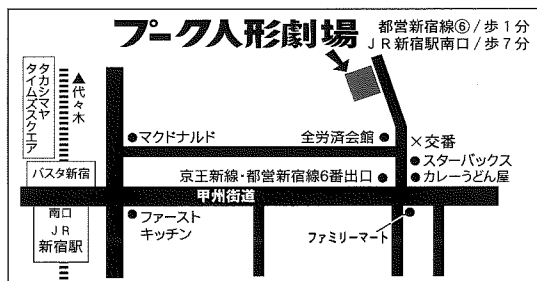 プーク人形劇場
都営新宿線⑥/歩1分
JR新宿駅南口/歩7分
タカシマヤ
タイムズスクエア
▲代々木
マクドナルド
全労済会館
×交番
スターバックス
カレーうどん屋
バスタ新宿
京王新線・都営新宿線6番出口
甲州街道
南口
JR
新宿駅
ファースト
キッチン
ファミリーマート